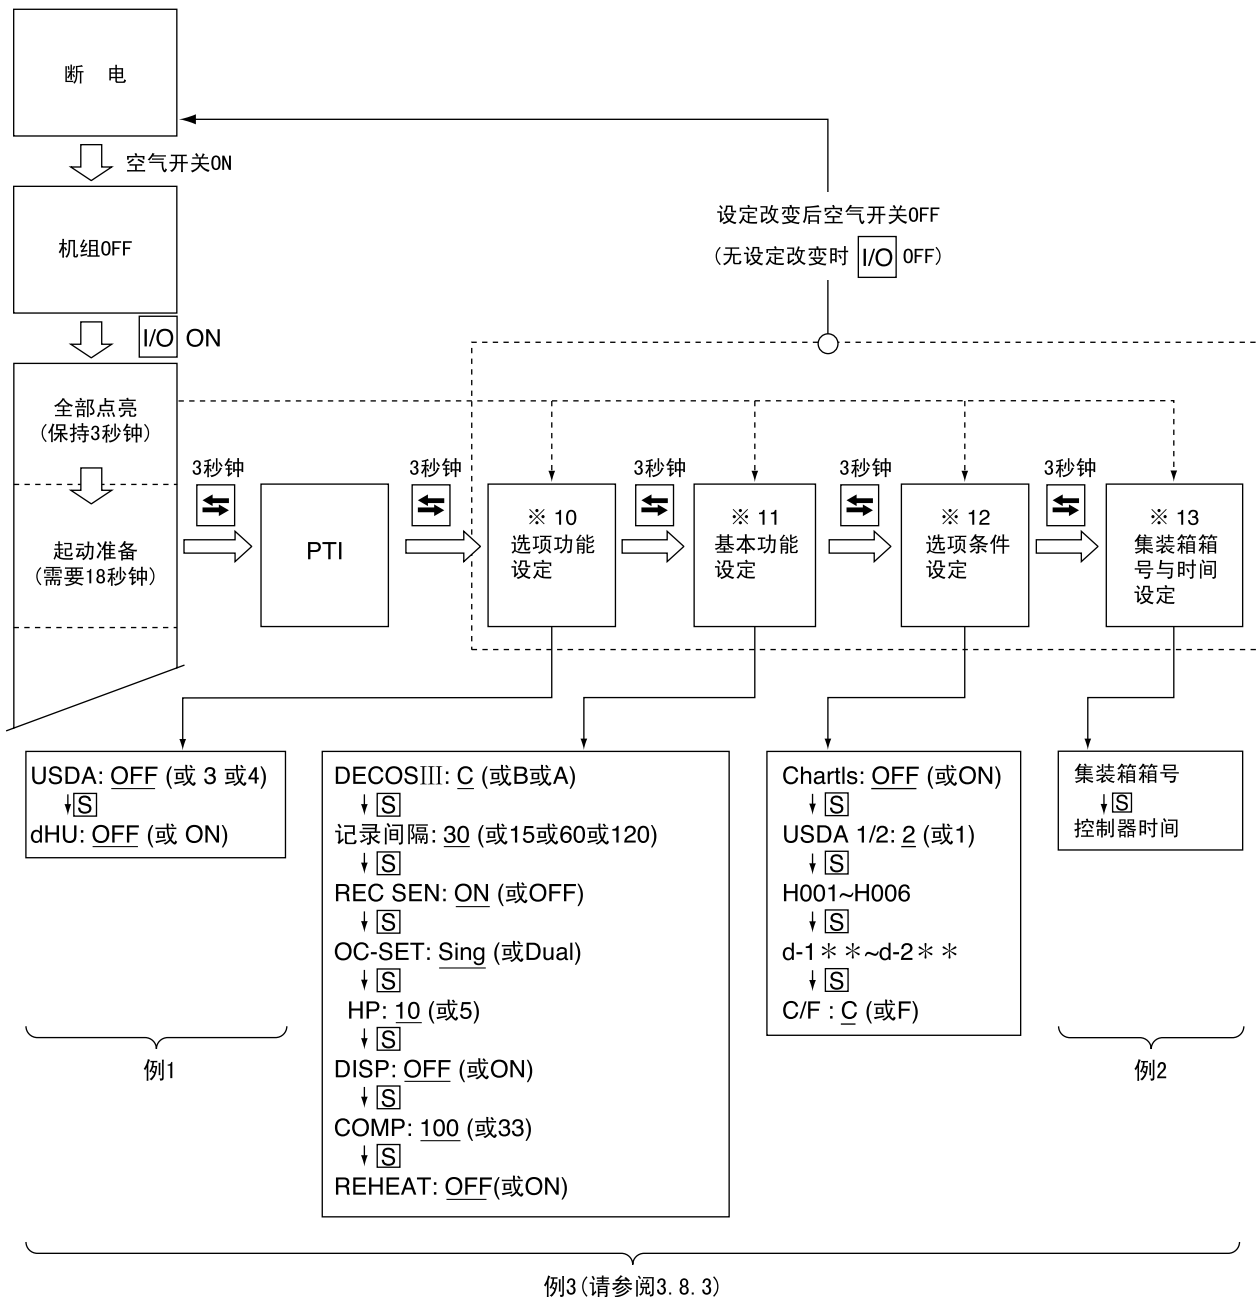 断 电
空气开关ON
机组OFF
I/O ON
设定改变后空气开关OFF
(无设定改变时 I/O OFF)
全部点亮
(保持3秒钟)
起动准备
(需要18秒钟)
3秒钟
PTI
3秒钟
※ 10
选项功能
设定
3秒钟
※ 11
基本功能
设定
3秒钟
※ 12
选项条件
设定
3秒钟
※ 13
集装箱箱
号与时间
设定
USDA: OFF (或 3 或4)
S
dHU: OFF (或 ON)
DECOSIII: C (或B或A)
S
记录间隔: 30 (或15或60或120)
S
REC SEN: ON (或OFF)
S
OC-SET: Sing (或Dual)
S
HP: 10 (或5)
S
DISP: OFF (或ON)
S
COMP: 100 (或33)
S
REHEAT: OFF(或ON)
ChartIs: OFF (或ON)
S
USDA 1/2: 2 (或1)
S
H001~H006
S
d-1＊＊~d-2＊＊
S
C/F : C (或F)
集装箱箱号
S
控制器时间
例1
例2
例3(请参阅3.8.3)